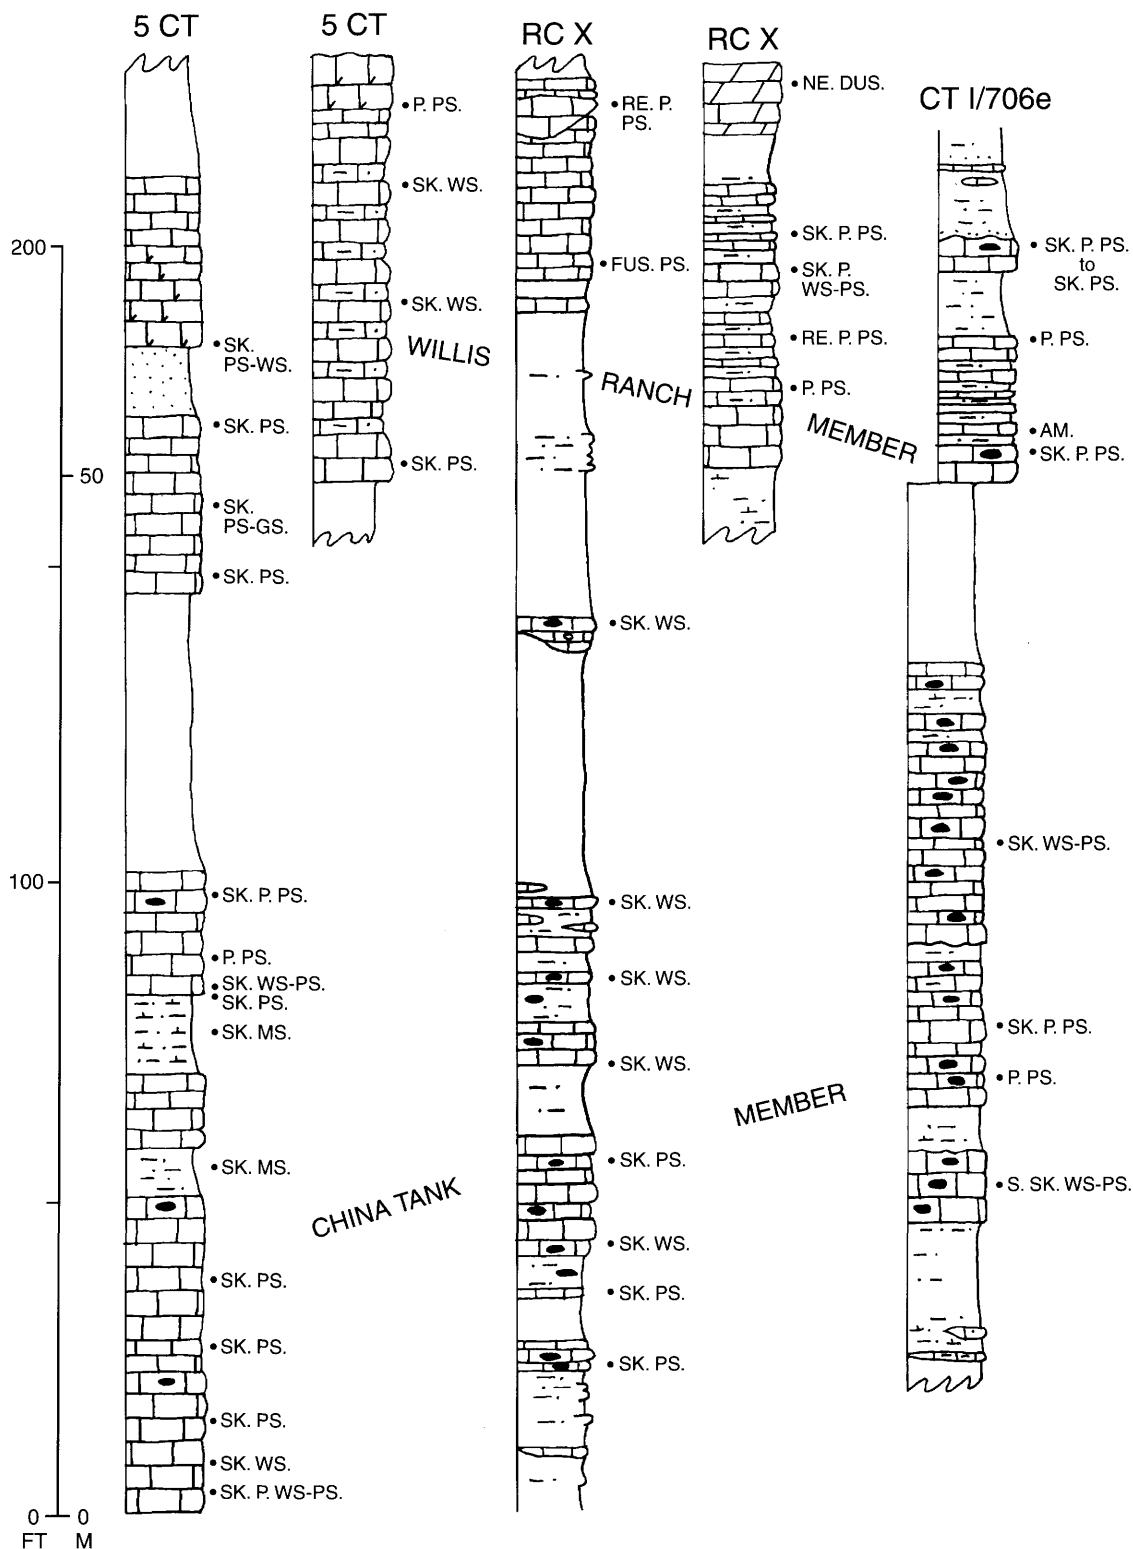 5 CT
5 CT
RC X
RC X
CT I/706e
200
50
100
0
0
FT
M
SK.
PS-WS.
SK. PS.
SK.
PS-GS.
SK. PS.
SK. P. PS.
P. PS.
SK. WS-PS.
SK. PS.
SK. MS.
SK. MS.
SK. PS.
SK. PS.
SK. PS.
SK. WS.
SK. P. WS-PS.
P. PS.
SK. WS.
SK. WS.
SK. PS.
WILLIS
RANCH
MEMBER
CHINA TANK
MEMBER
RE. P.
PS.
FUS. PS.
SK. WS.
SK. WS.
SK. WS.
SK. WS.
SK. PS.
SK. WS.
SK. PS.
SK. PS.
NE. DUS.
SK. P. PS.
SK. P.
WS-PS.
RE. P. PS.
P. PS.
SK. P. PS.
to
SK. PS.
P. PS.
AM.
SK. P. PS.
SK. WS-PS.
SK. P. PS.
P. PS.
S. SK. WS-PS.